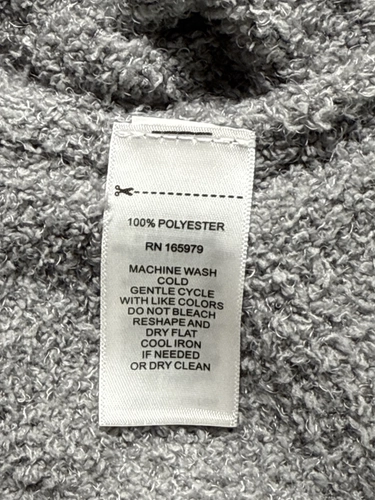 100% POLYESTER
RN 165979
MACHINE WASH
COLD
GENTLE CYCLE
WITH LIKE COLORS
DO NOT BLEACH
RESHAPE AND
DRY FLAT
COOL IRON
IF NEEDED
OR DRY CLEAN